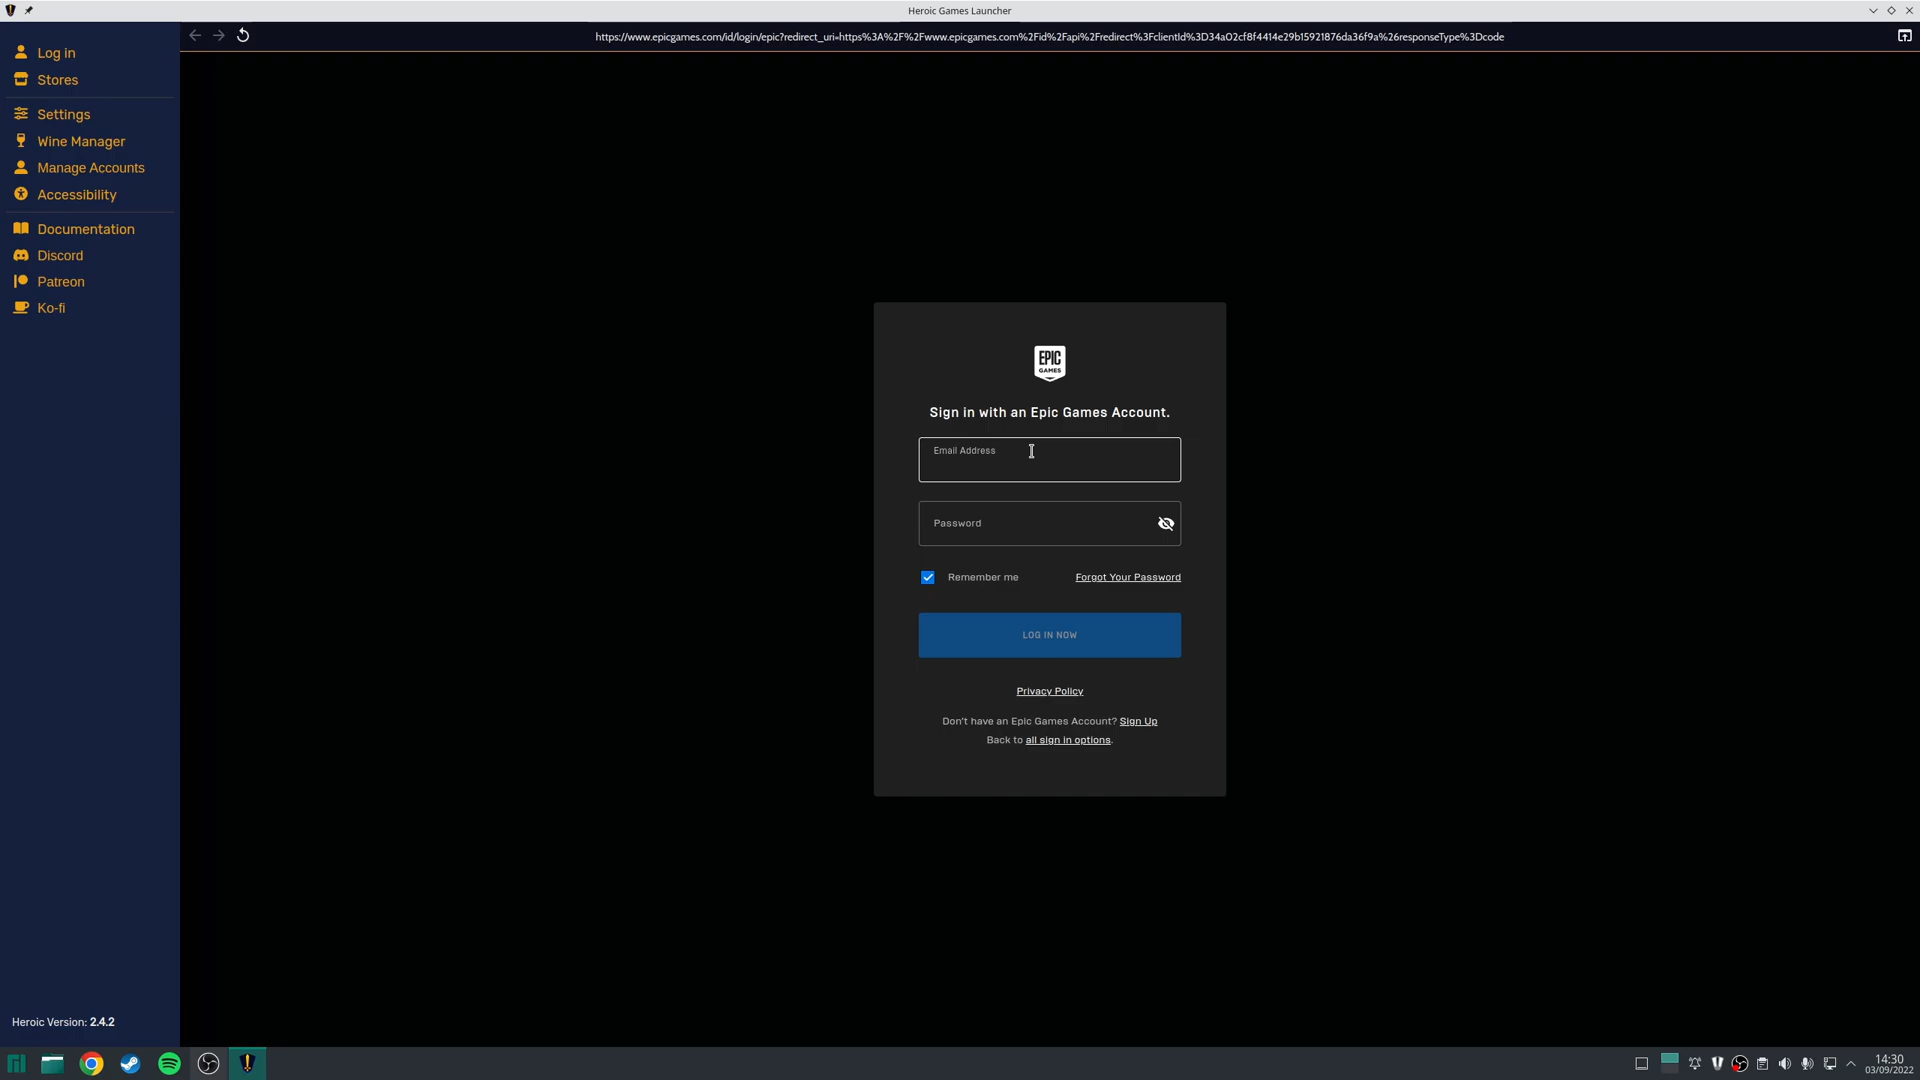 Heroic Games Launcher
https://www.epicgames.com/id/login/epic?redirect_uri=https%3A%2F%2Fwww.epicgames.com%2Fid%2Fapi%2Fredirect%3FclientId%3D34a02cf8f4414e29b15921876da36f9a%26responseType%3Dcode
Log in
Stores
Settings
Wine Manager
Manage Accounts
Accessibility
Documentation
Discord
Patreon
Ko-fi
EPIC
GAMES
Sign in with an Epic Games Account.
Email Address
Password
Remember me Forgot Your Password
LOG IN NOW
Privacy Policy
Don't have an Epic Games Account? Sign Up
Back to all sign in options.
Heroic Version: 2.4.2
14:30
03/09/2022